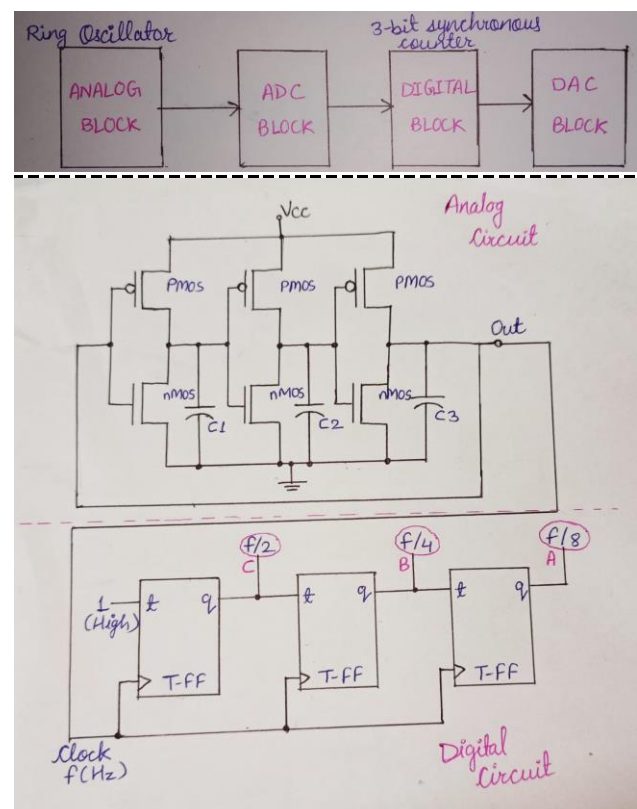 Ring Oscillator
3-bit synchronous
counter
ANALOG
BLOCK
ADC
BLOCK
DIGITAL
BLOCK
DAC
BLOCK
Vcc
Analog
Circuit
PMOS
PMOS
PMOS
Out
nMOS
nMOS
nMOS
C1
C2
C3
f/2
f/4
f/8
C
B
A
1
(High)
t
q
t
q
t
q
T-FF
T-FF
T-FF
Clock
f(Hz)
Digital
Circuit